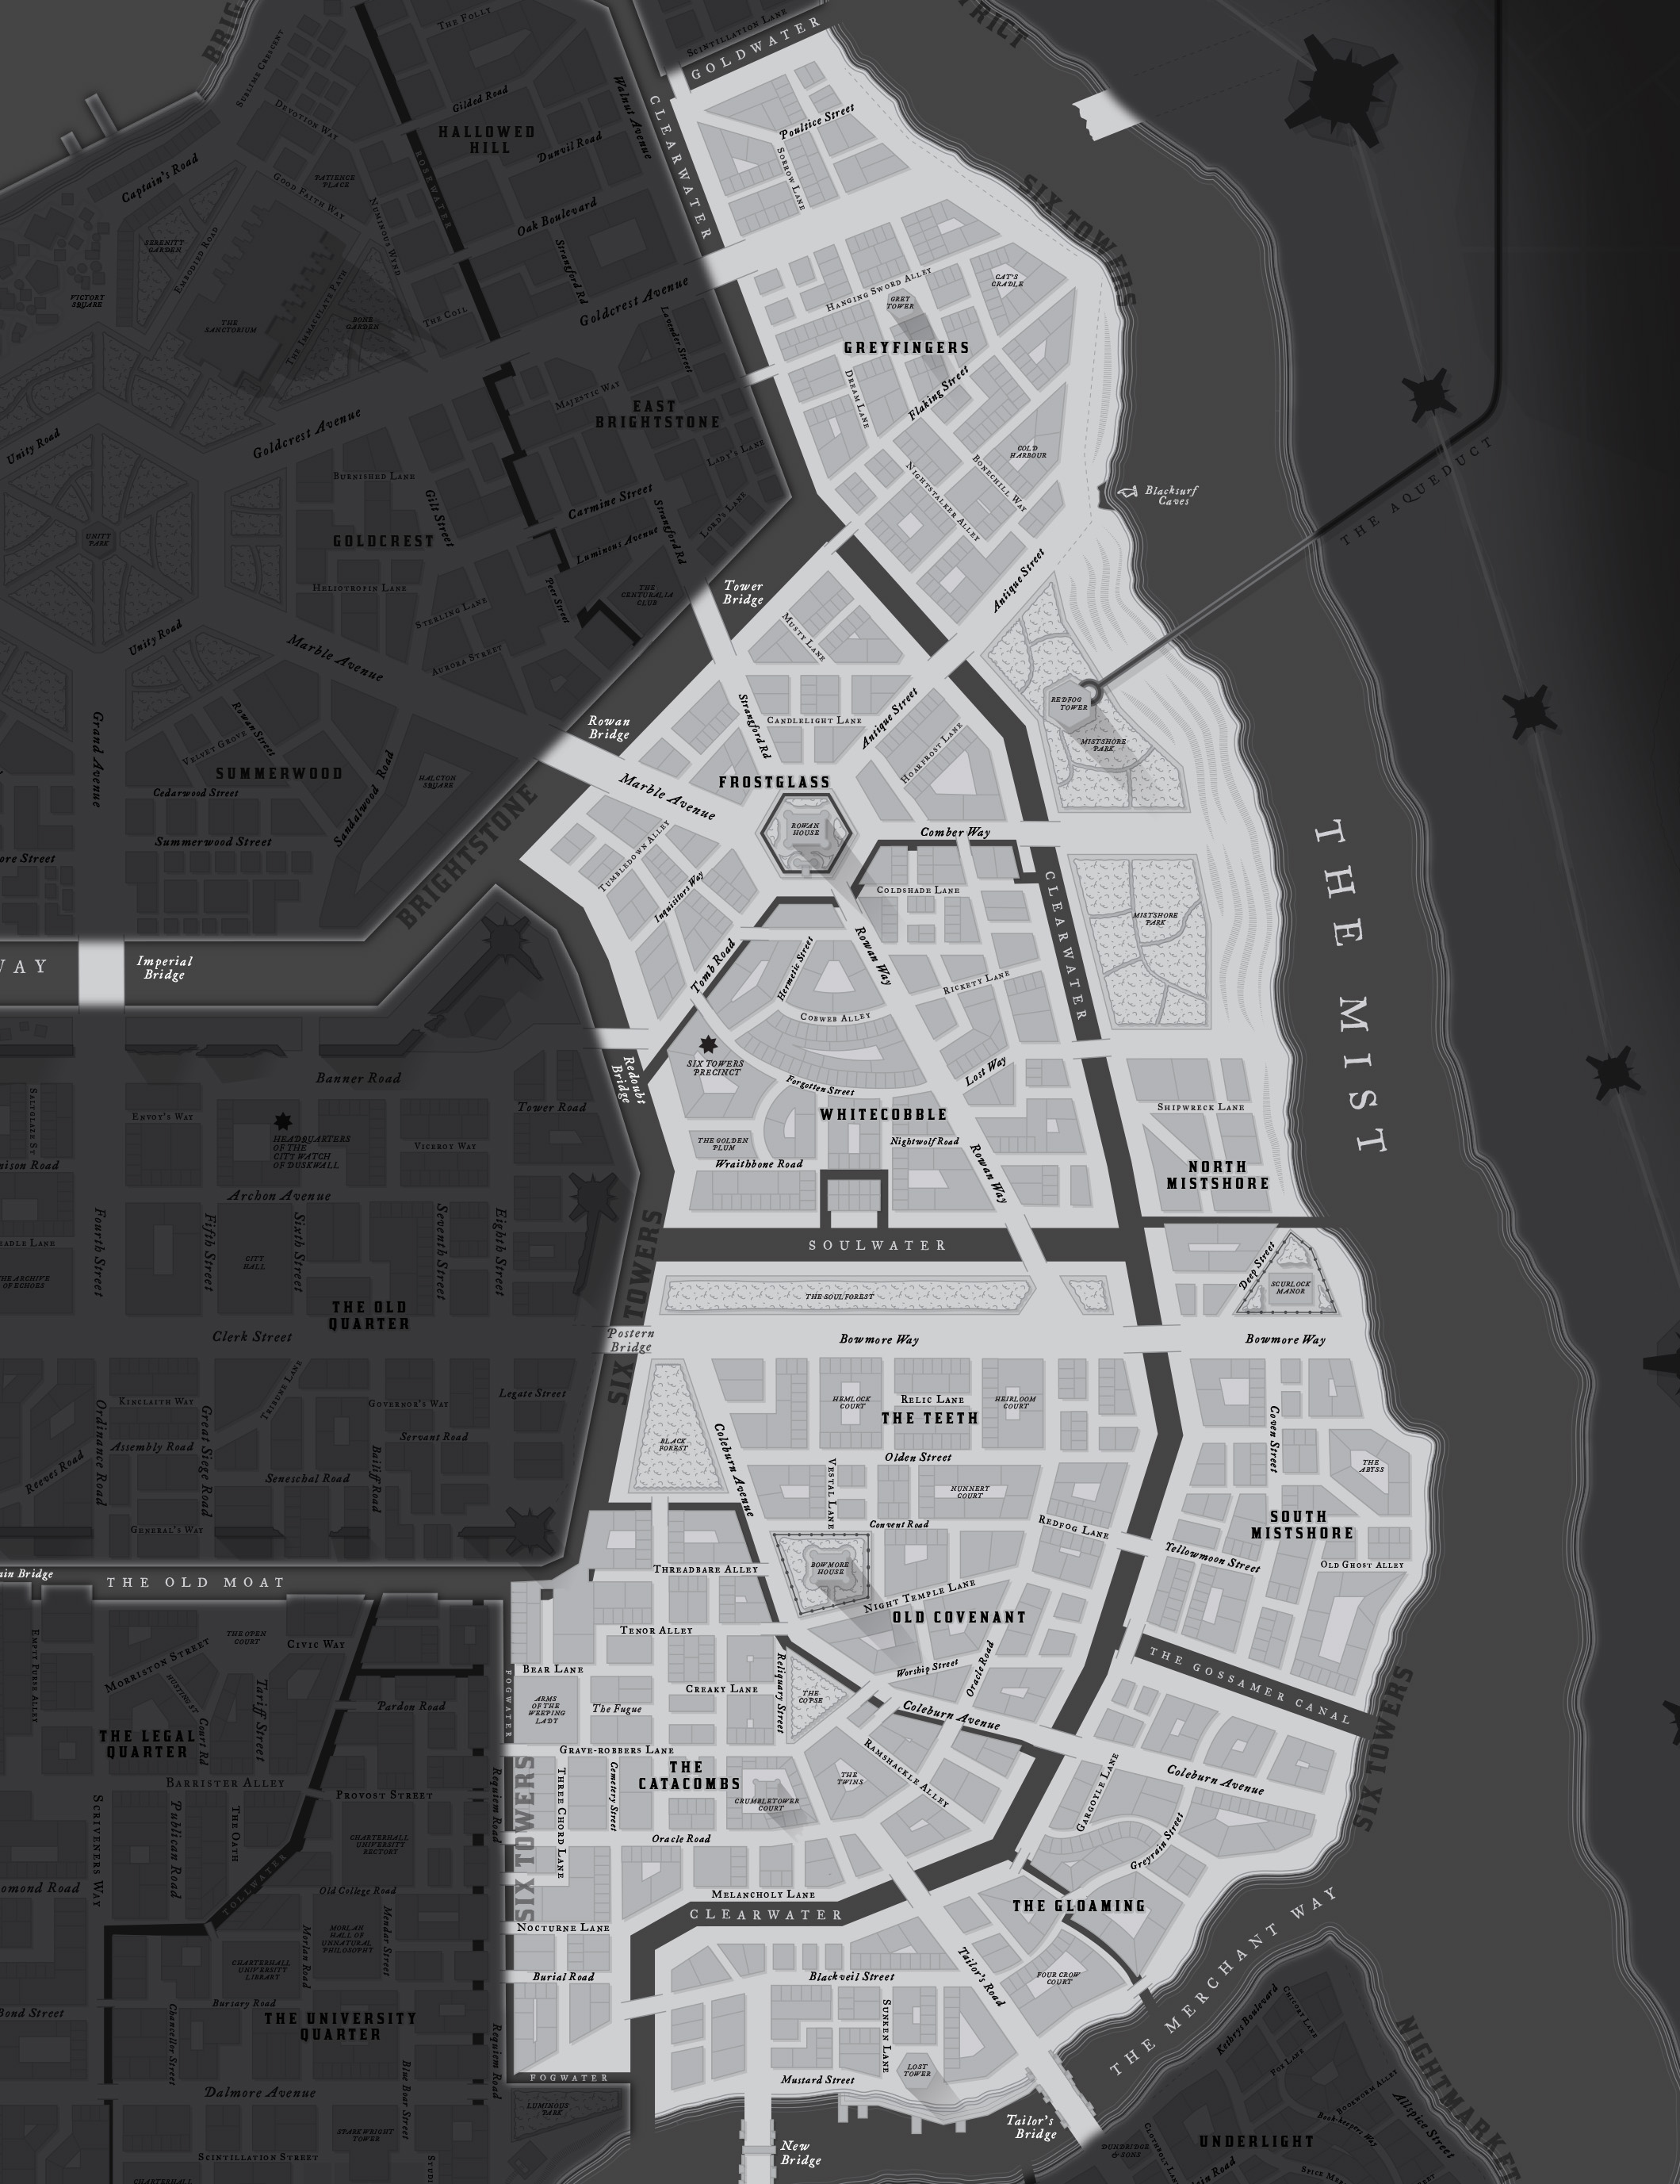 THE FOLLY
SCINTILLATION LANE
GOLDWATER
SUBLINE CRESCENT
DEVOTION WAY
Gilded Road
HALLOWED
HILL
Dunvil Road
Walnut Avenue
CLEARWATER
Poultice Street
SORROW LANE
Captain's Road
PATIENCE
PLACE
GOOD FAITH WAY
NUMINOUS WYND
ROSEWATER
Oak Boulevard
Strangford Rd
SIX TOWERS
SERENITY
GARDEN
EMBODIED ROAD
THE
SANCTORIUM
THE IMMACULATE PATH
BONE
GARDEN
THE COIL
Goldcrest Avenue
Lavender Street
HANGING SWORD ALLEY
GREY
TOWER
CAT'S
CRADLE
GREYFINGERS
DREAM LANE
Flaking Street
MAJESTIC WAY
EAST
BRIGHTSTONE
LADY'S LANE
Unity Road
Goldcrest Avenue
BURNISHED LANE
Gilt Street
GOLDCREST
Carmine Street
Strangford Rd
LORD'S LANE
Luminous Avenue
COLD
HARBOUR
BONECHILL WAY
NIGHTSTALKER ALLEY
Blacksurf
Caves
THE AQUEDUCT
UNITY
PARK
HELIOTROPIN LANE
Peer Street
THE
CENTURALIA
CLUB
Tower
Bridge
Antique Street
STERLING LANE
AURORA STREET
Unity Road
Marble Avenue
MUSTY LANE
Strangford Rd
CANDLELIGHT LANE
Antique Street
HOARFROST LANE
REDFOG
TOWER
MISTSHORE
PARK
Grand Avenue
Rowan Street
VELVET GROVE
SUMMERWOOD
Cedarwood Street
Sandalwood Road
HALCYON
SQUARE
Rowan
Bridge
Marble Avenue
FROSTGLASS
ROWAN
HOUSE
Comber Way
Summerwood Street
BRIGHTSTONE
TUMBLEDOWN ALLEY
Inquisitors Way
COLDSHADE LANE
CLEARWATER
MISTSHORE
PARK
THE MIST
Imperial
Bridge
Tomb Road
Hermetic Street
Rowan Way
COBWEB ALLEY
RICKETY LANE
SIX TOWERS
PRECINCT
Redoubt
Bridge
Forgotten Street
Lost Way
WHITECOBBLE
SHIPWRECK LANE
Banner Road
Tower Road
SALTGLAZE ST
ENVOY'S WAY
HEADQUARTERS
OF THE
CITY WATCH
OF DUSKWALL
VICEROY WAY
THE GOLDEN
PLUM
Nightwolf Road
Wraithbone Road
Rowan Way
NORTH
MISTSHORE
Archon Avenue
Fourth Street
Fifth Street
Sixth Street
Seventh Street
Eighth Street
CITY
HALL
THE ARCHIVE
OF ECHOES
THE OLD
QUARTER
Clerk Street
SIX TOWERS
SOULWATER
THE SOUL FOREST
Deep Street
SCURLOCK
MANOR
Postern
Bridge
Bowmore Way
Bowmore Way
KINCLAITH WAY
TRIBUNE LANE
GOVERNOR'S WAY
Legate Street
Ordinance Road
Assembly Road
Great Siege Road
Servant Road
Bailiff Road
Reeves Road
Seneschal Road
GENERAL'S WAY
BLACK
FOREST
Coleburn Avenue
HEMLOCK
COURT
RELIC LANE
HEIRLOOM
COURT
THE TEETH
Olden Street
VESTAL LANE
NUNNERY
COURT
Convent Road
REDFOG LANE
Coven Street
THE
ABYSS
SOUTH
MISTSHORE
Yellowmoon Street
OLD GHOST ALLEY
THE OLD MOAT
THREADBARE ALLEY
BOWMORE
HOUSE
NIGHT TEMPLE LANE
OLD COVENANT
TENOR ALLEY
BEAR LANE
Reliquary Street
Worship Street
Oracle Road
THE GOSSAMER CANAL
EMPTY PURSE ALLEY
MORRISTON STREET
THE OPEN
COURT
CIVIC WAY
HUSTINGS ST
Tariff Street
Court Rd
Pardon Road
THE LEGAL
QUARTER
BARRISTER ALLEY
FOGWATER
ARMS
OF THE
WEEPING
LADY
The Fugue
CREAKY LANE
THE
COPSE
Coleburn Avenue
SIX TOWERS
GRAVE-ROBBERS LANE
THE
CATACOMBS
CRUMBLETOWER
COURT
THE
TWINS
RAMSHACKLE ALLEY
GARGOYLE LANE
Coleburn Avenue
Greyrain Street
SCRIVENERS WAY
Publican Road
THE OATH
PROVOST STREET
CHARTERHALL
UNIVERSITY
RECTORY
Requiem Road
SIX TOWERS
THREE CHORD LANE
Cemetery Street
Oracle Road
TOLLWATER
Old College Road
MELANCHOLY LANE
CLEARWATER
THE GLOAMING
NOCTURNE LANE
MORLAN
HALL OF
UNNATURAL
PHILOSOPHY
Morlan Road
Mendar Street
CHARTERHALL
UNIVERSITY
LIBRARY
Burial Road
Blackveil Street
Tailor's Road
FOUR CROW
COURT
THE MERCHANT WAY
Bond Street
Bursary Road
THE UNIVERSITY
QUARTER
Chancellor Street
Requiem Road
Blue Boar Street
SUNKEN LANE
LOST
TOWER
Mustard Street
FOGWATER
LUMINOUS
PARK
Dalmore Avenue
SPARKWRIGHT
TOWER
SCINTILLATION STREET
New
Bridge
Tailor's
Bridge
Kathryn Boulevard
CHICORY LANE
FOX LANE
BOOKWORM ALLEY
Book-keepers Way
Allspice Street
NIGHTMARKET
UNDERLIGHT
DUNDRIDGE
& SONS
CLOTHBOLT LANE